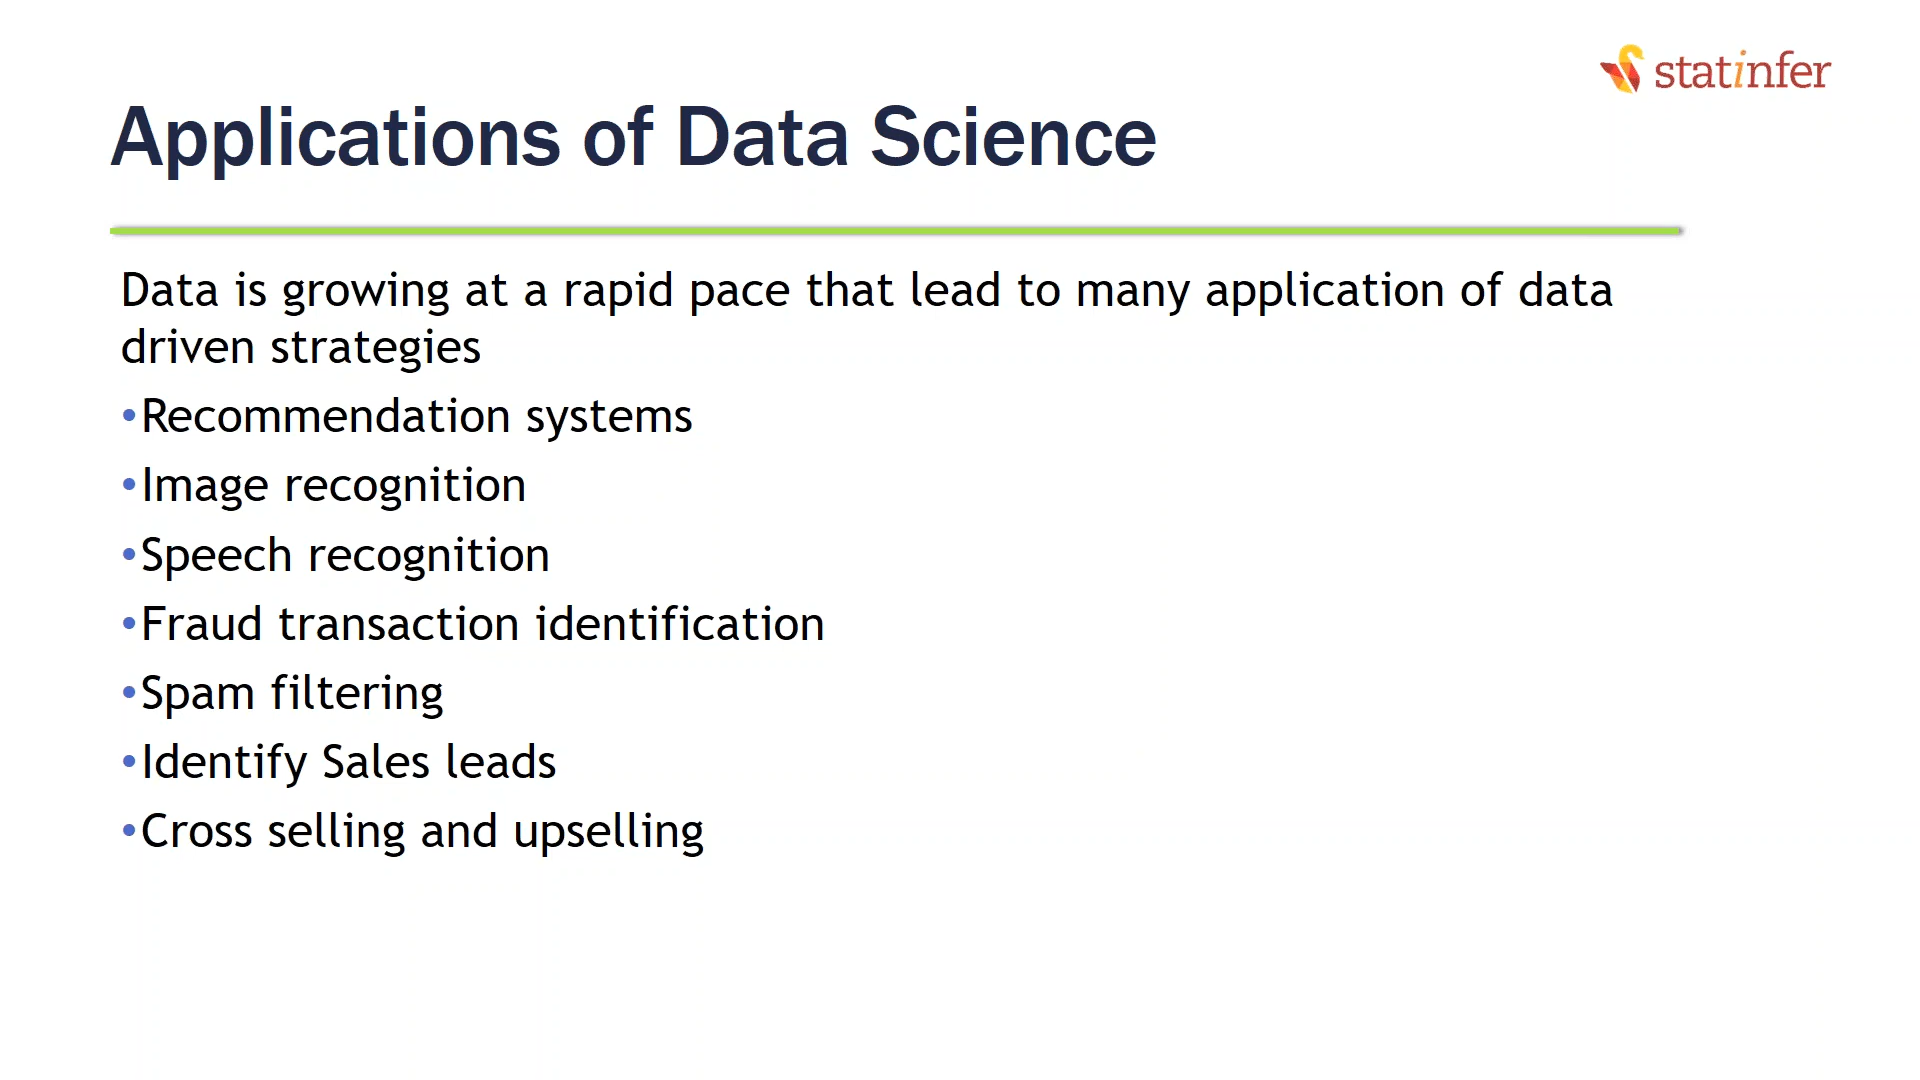 statinfer
Applications of Data Science
Data is growing at a rapid pace that lead to many application of data
driven strategies
•Recommendation systems
•Image recognition
•Speech recognition
•Fraud transaction identification
•Spam filtering
•Identify Sales leads
•Cross selling and upselling